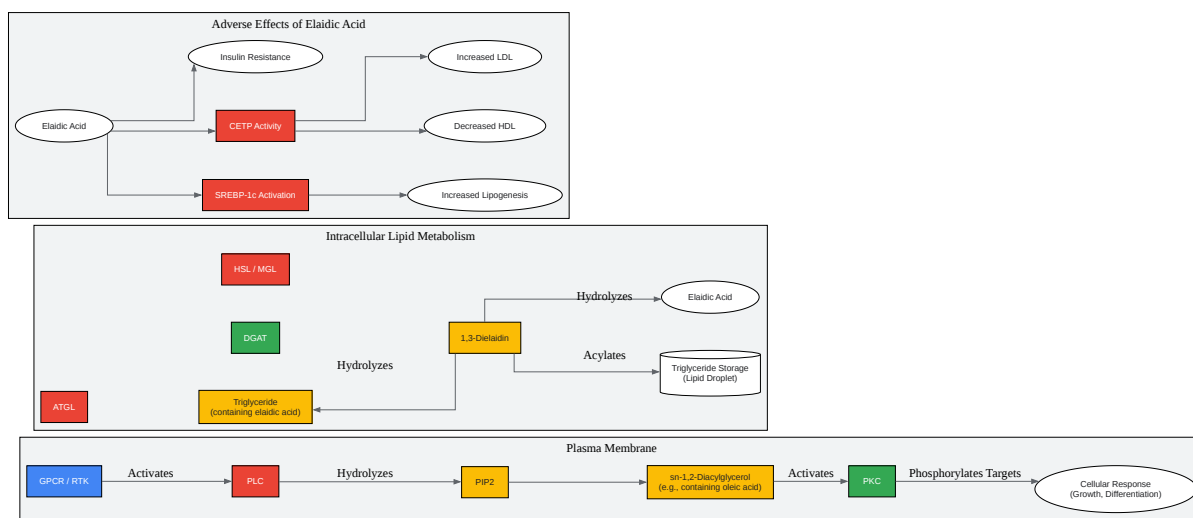 Adverse Effects of Elaidic Acid
Insulin Resistance
Increased LDL
Elaidic Acid
CETP Activity
Decreased HDL
SREBP-1c Activation
Increased Lipogenesis
Intracellular Lipid Metabolism
HSL / MGL
Hydrolyzes
Elaidic Acid
DGAT
1,3-Dielaidin
Hydrolyzes
Acylates
Triglyceride Storage
(Lipid Droplet)
ATGL
Triglyceride
(containing elaidic acid)
Plasma Membrane
GPCR / RTK
Activates
PLC
Hydrolyzes
PIP2
sn-1,2-Diacylglycerol
(e.g., containing oleic acid)
Activates
PKC
Phosphorylates Targets
Cellular Response
(Growth, Differentiation)